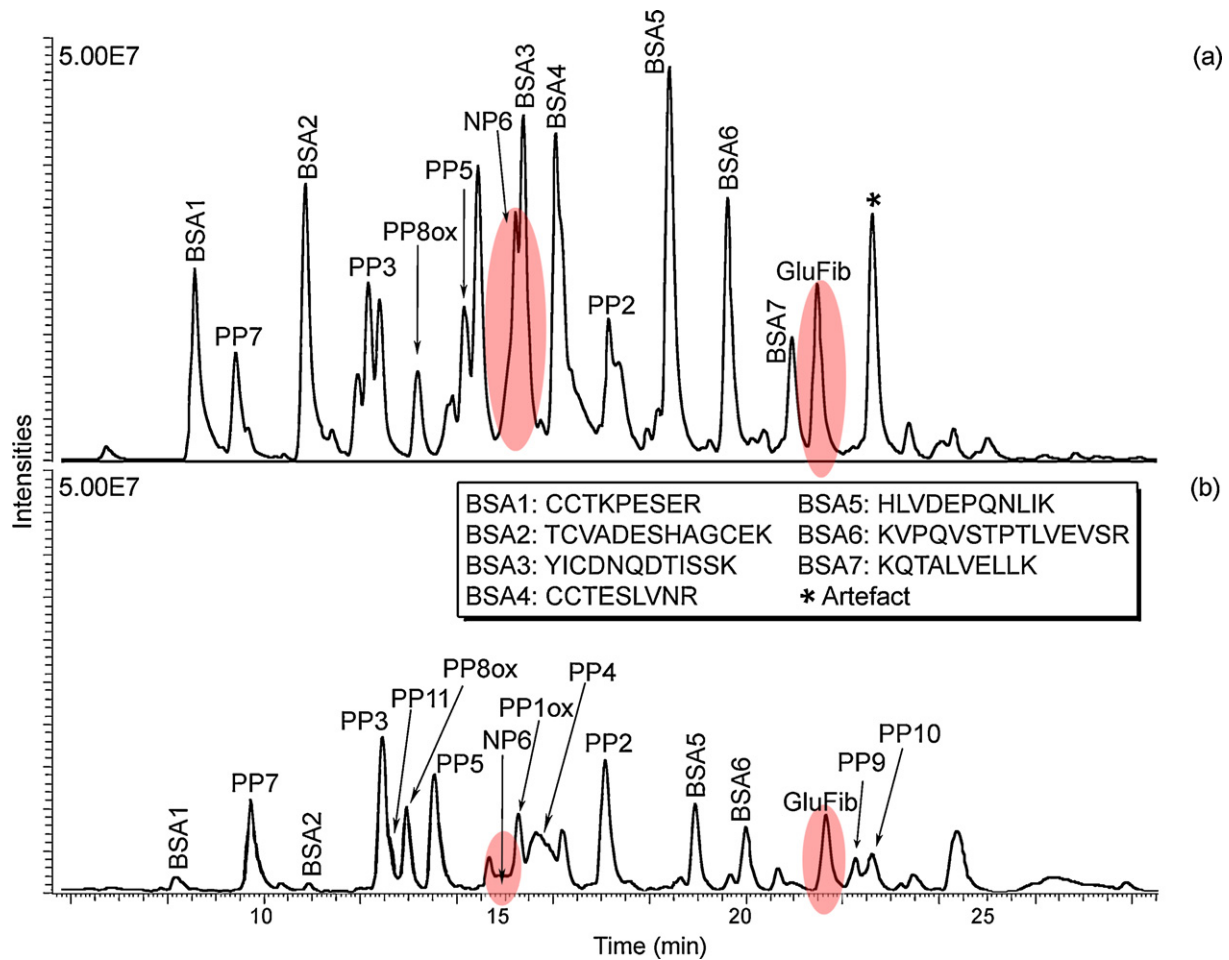 5.00E7
(a)
BSA1
PP7
BSA2
PP3
PP8ox
PP5
NP6
BSA3
BSA4
PP2
BSA5
BSA6
BSA7
GluFib
*
Intensities
5.00E7
(b)
BSA1: CCTKPESER
BSA2: TCVADESHAGCEK
BSA3: YICDNQDTISSK
BSA4: CCTESLVNR
BSA5: HLVDEPQNLIK
BSA6: KVPQVSTPTLVEVSR
BSA7: KQTALVELLK
* Artefact
BSA1
PP7
BSA2
PP3
PP11
PP8ox
PP5
NP6
PP1ox
PP4
PP2
BSA5
BSA6
GluFib
PP9
PP10
10
15
20
25
Time (min)